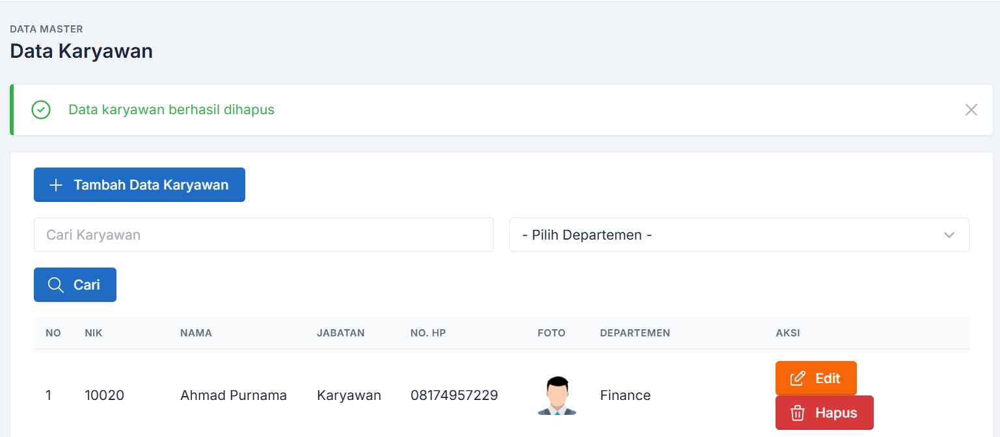 DATA MASTER
Data Karyawan
Data karyawan berhasil dihapus
Tambah Data Karyawan
Cari Karyawan
- Pilih Departemen -
Cari
NO NIK NAMA JABATAN NO. HP FOTO DEPARTEMEN AKSI
1 10020 Ahmad Purnama Karyawan 08174957229 Finance
Edit
Hapus